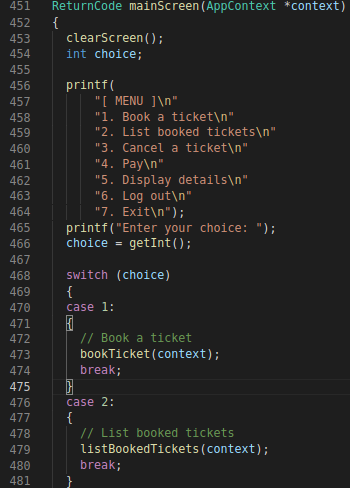 451 ReturnCode mainScreen(AppContext *context)
452 {
453 clearScreen();
454 int choice;
455
456 printf(
457 "[ MENU ]\n"
458 "1. Book a ticket\n"
459 "2. List booked tickets\n"
460 "3. Cancel a ticket\n"
461 "4. Pay\n"
462 "5. Display details\n"
463 "6. Log out\n"
464 "7. Exit\n");
465 printf("Enter your choice: ");
466 choice = getInt();
467
468 switch (choice)
469 {
470 case 1:
471 {
472 // Book a ticket
473 bookTicket(context);
474 break;
475 }
476 case 2:
477 {
478 // List booked tickets
479 listBookedTickets(context);
480 break;
481 }